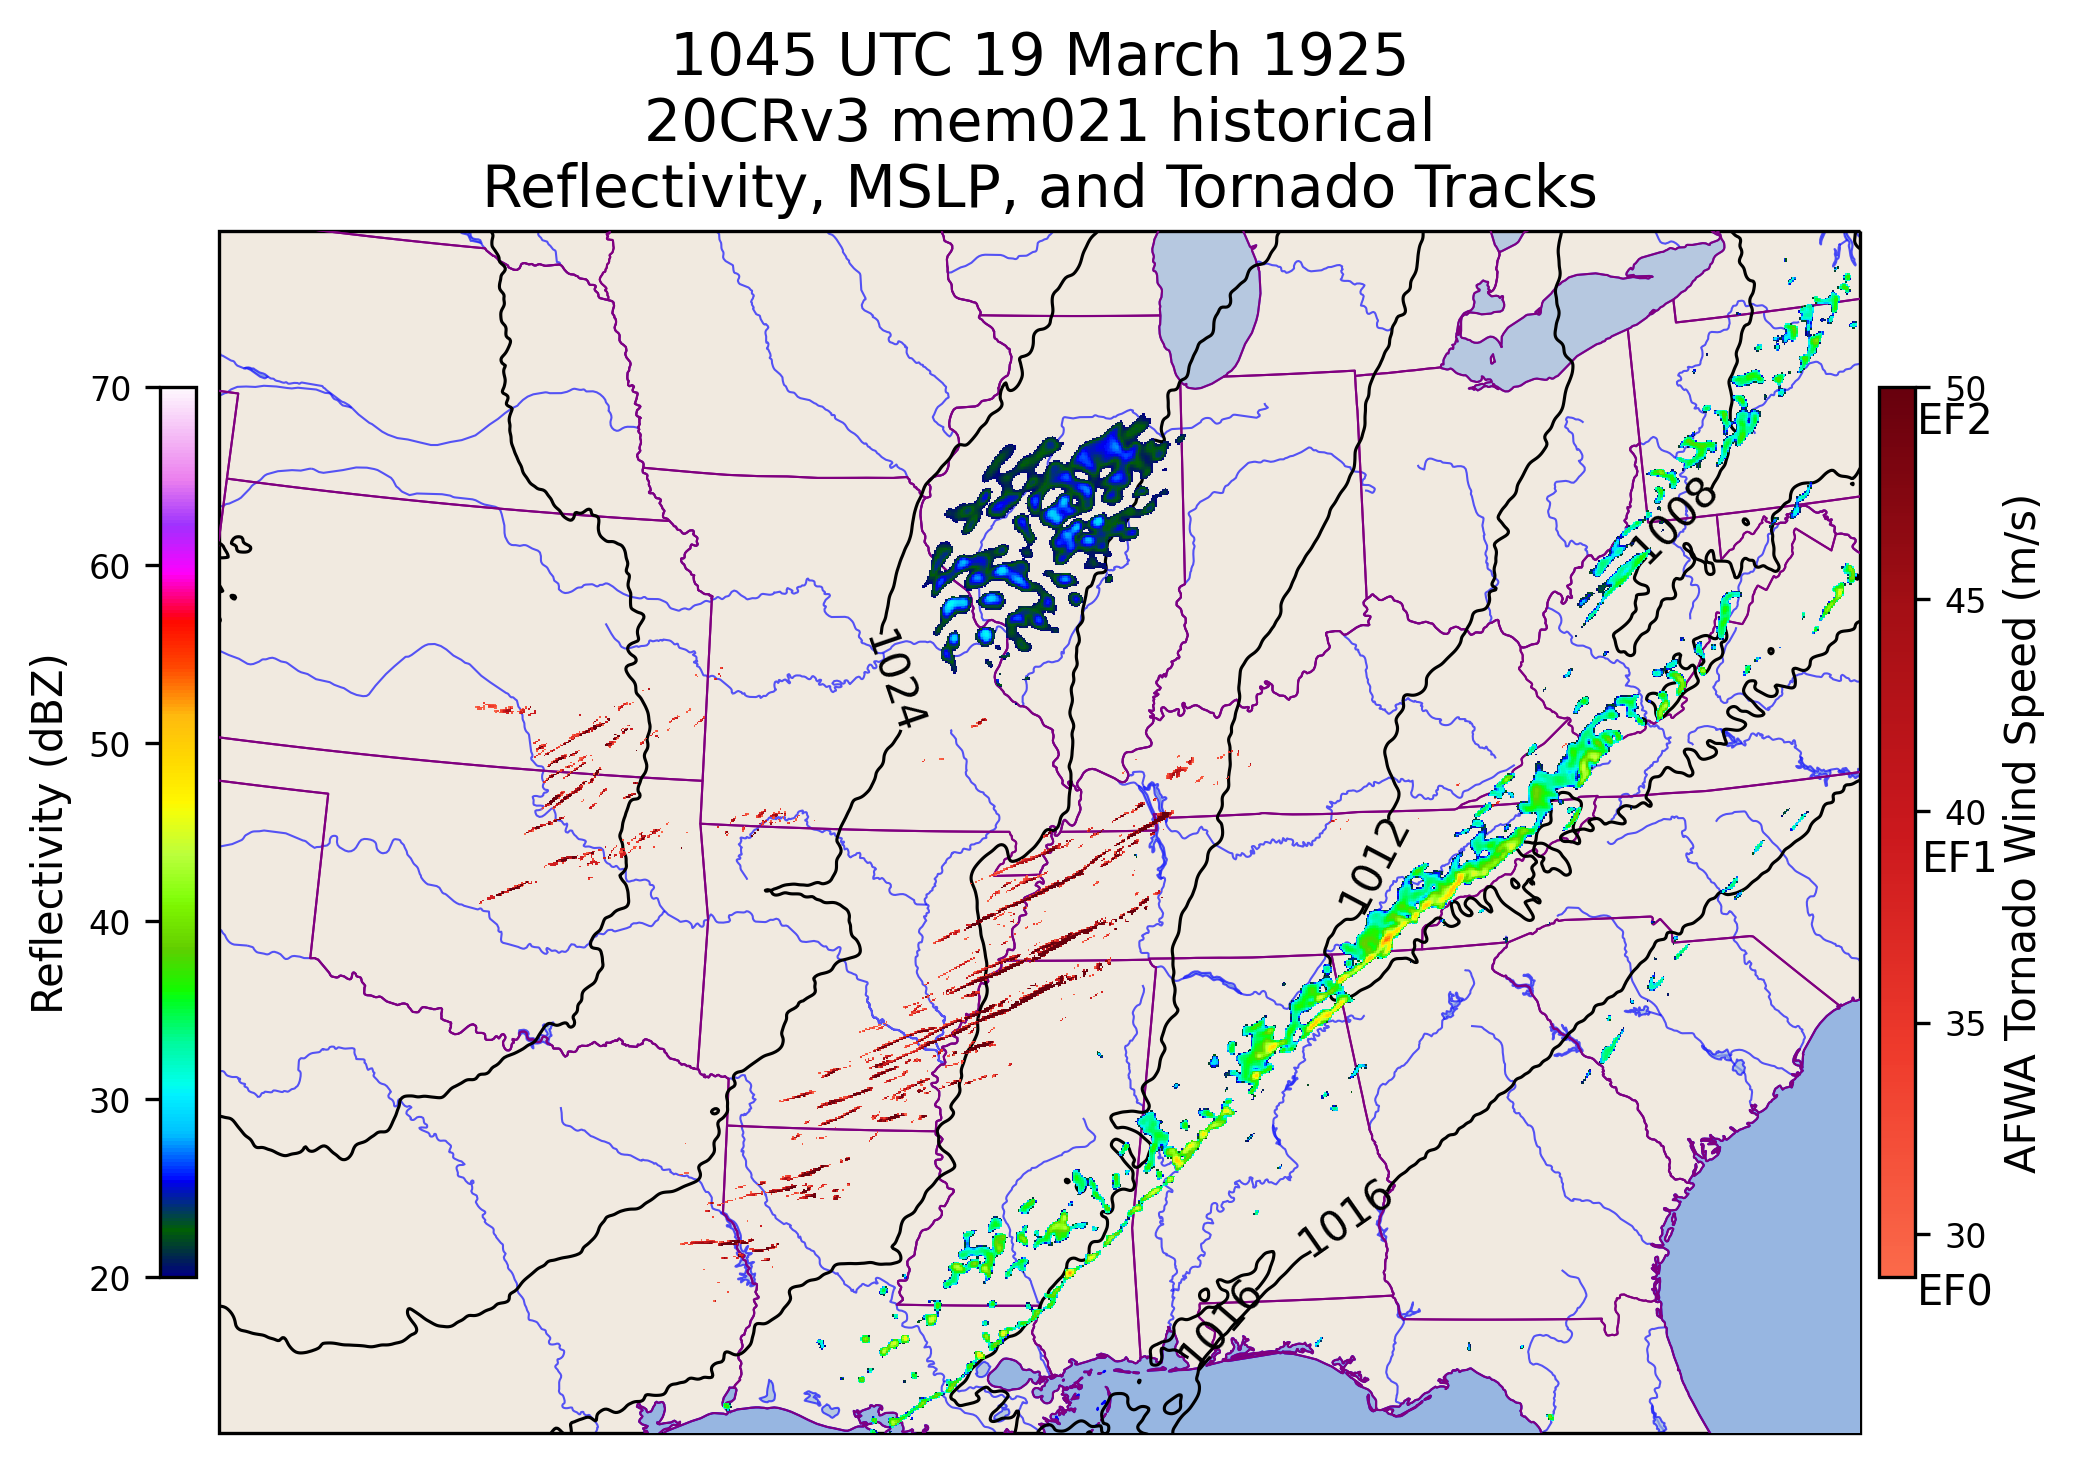 1045 UTC 19 March 1925
20CRv3 mem021 historical
Reflectivity, MSLP, and Tornado Tracks
70
60
50
40
30
20
Reflectivity (dBZ)
1024
1008
1012
1016
1016
50
EF2
45
40
EF1
35
30
EF0
AFWA Tornado Wind Speed (m/s)